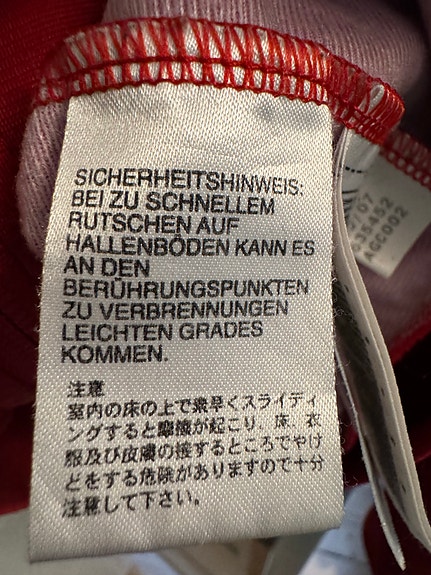 SICHERHEITSHINWEIS:
BEI ZU SCHNELLEM
RUTSCHEN AUF
HALLENBÖDEN KANN ES
AN DEN
BERÜHRUNGSPUNKTEN
ZU VERBRENNUNGEN
LEICHTEN GRADES
KOMMEN.
注意
室内の床の上で素早くスライディ
ングすると摩擦が起こり、床、衣
服及び皮膚の接するところでやけ
どをする危険がありますので十分
注意して下さい。
/07
635452
AGC002